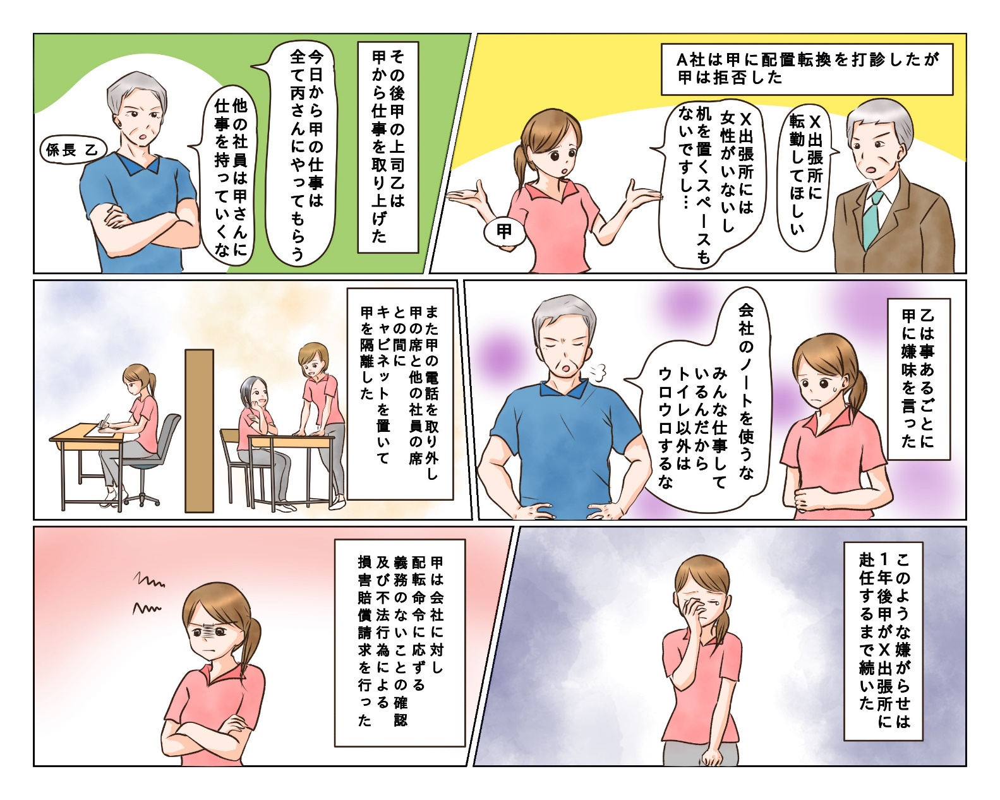 A社は甲に配置転換を打診したが
甲は拒否した
X出張所に
転勤してほしい
X出張所には
女性がいないし
机を置くスペースも
ないですし…
甲
その後甲の上司乙は
甲から仕事を取り上げた
今日から甲の仕事は
全て丙さんにやってもらう
他の社員は甲さんに
仕事を持っていくな
係長 乙
乙は事あるごとに
甲に嫌味を言った
会社のノートを使うな
みんな仕事して
いるんだから
トイレ以外は
ウロウロするな
また甲の電話を取り外し
甲の席と他の社員の席
との間に
キャビネットを置いて
甲を隔離した
このような嫌がらせは
1年後甲がX出張所に
赴任するまで続いた
甲は会社に対し
配転命令に応ずる
義務のないことの確認
及び不法行為による
損害賠償請求を行った